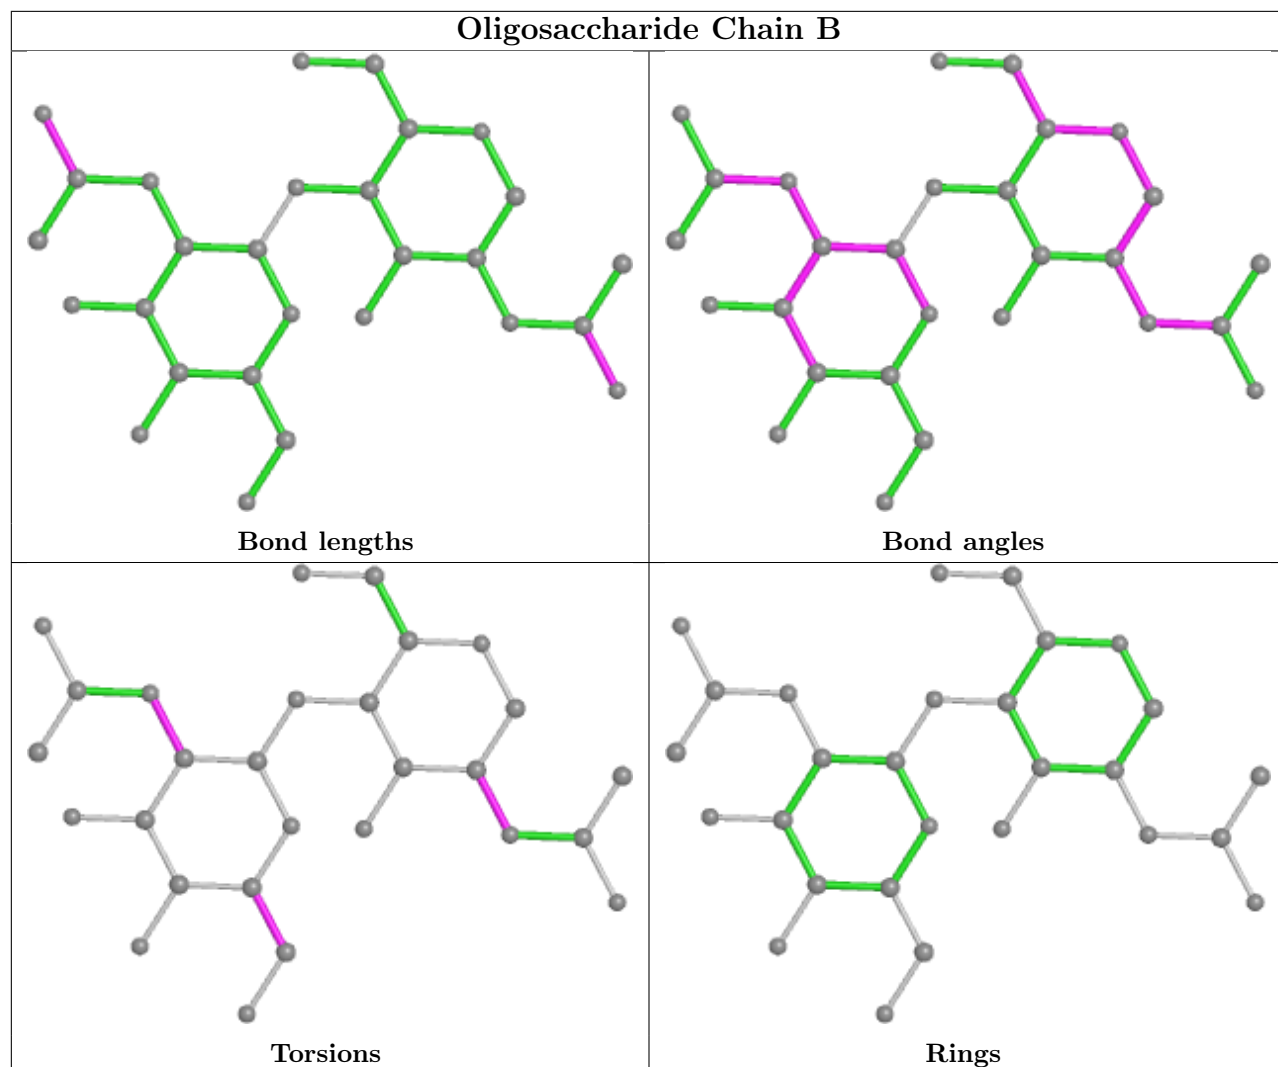 Oligosaccharide Chain B
Bond lengths
Bond angles
Torsions
Rings